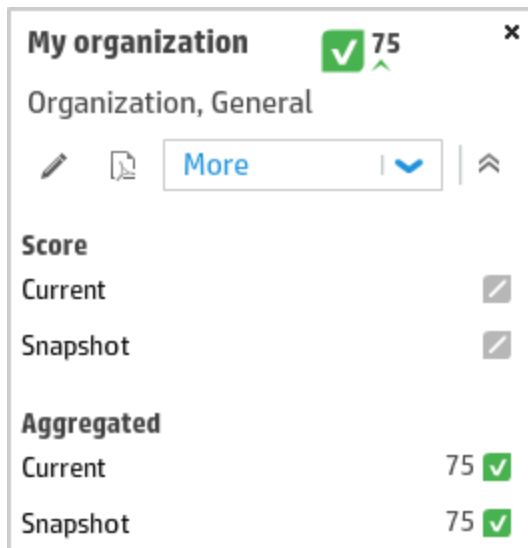 My organization 75
Organization, General
More
Score
Current
Snapshot
Aggregated
Current 75
Snapshot 75